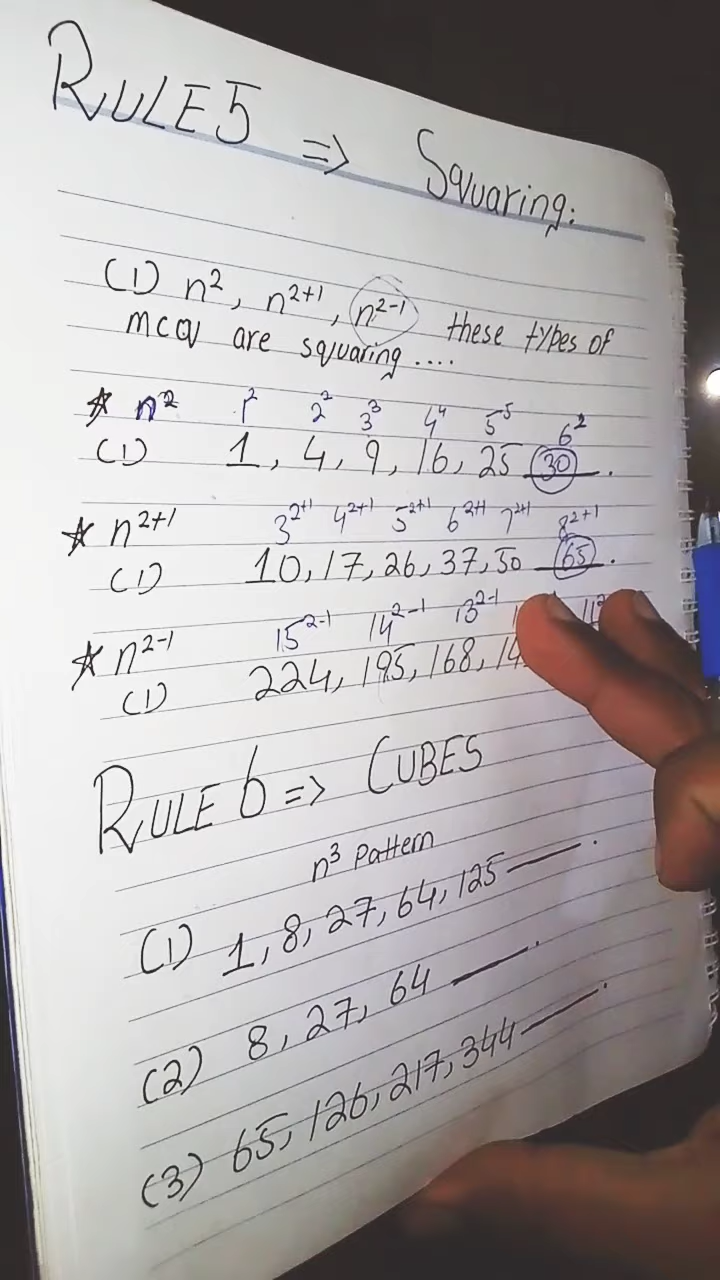 RULE 5 => Squaring:
(1) n², n²⁺¹, n²⁻¹ these types of
mcq are squaring ....
* n² 1² 2² 3³ 4⁴ 5⁵ 6²
(1) 1, 4, 9, 16, 25 30 .
* n²⁺¹ 3²⁺¹ 4²⁺¹ 5²⁺¹ 6²⁺¹ 7²⁺¹ 8²⁺¹
(1) 10, 17, 26, 37, 50 65 .
* n²⁻¹ 15²⁻¹ 14²⁻¹ 13²⁻¹
(1) 224, 195, 168,
RULE 6 => CUBES
n³ Pattern
(1) 1, 8, 27, 64, 125 ___ .
(2) 8, 27, 64 ___ .
(3) 65, 126, 217, 344 ___ .